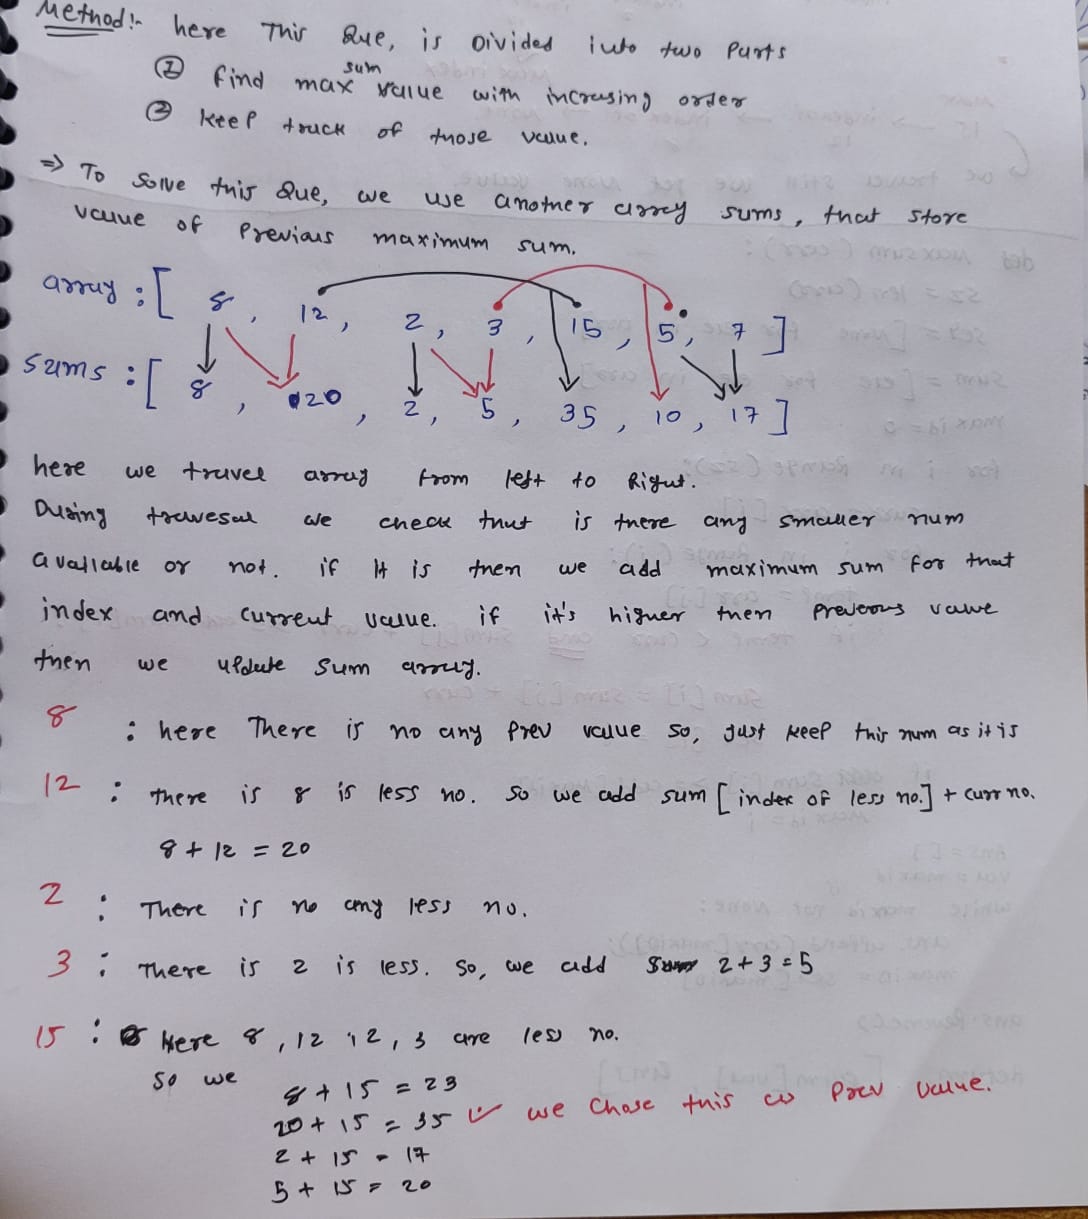 Method:-
here This Que, is Divided into two Parts
① find max sum value with incresing order
② keep track of those value.
=> To solve this Que, we use another array sums, that store
value of Previous maximum sum.
array : [ 8, 12, 2, 3, 15, 5, 7 ]
sums : [ 8, 20, 2, 5, 35, 10, 17 ]
here we travel array from left to Right.
During travesal we check that is there any smaller num
available or not. if it is then we add maximum sum for that
index and current value. if it's higher then previous value
then we update sum array.
8 : here There is no any prev value so, just keep this num as it is
12 : there is 8 is less no. so we add sum [index of less no.] + curr no.
8 + 12 = 20
2 : There is no any less no.
3 : There is 2 is less. so, we add 2 + 3 = 5
15 : Here 8, 12, 2, 3 are less no.
so we 8 + 15 = 23
20 + 15 = 35 ✓ we chose this as prev value.
2 + 15 = 17
5 + 15 = 20